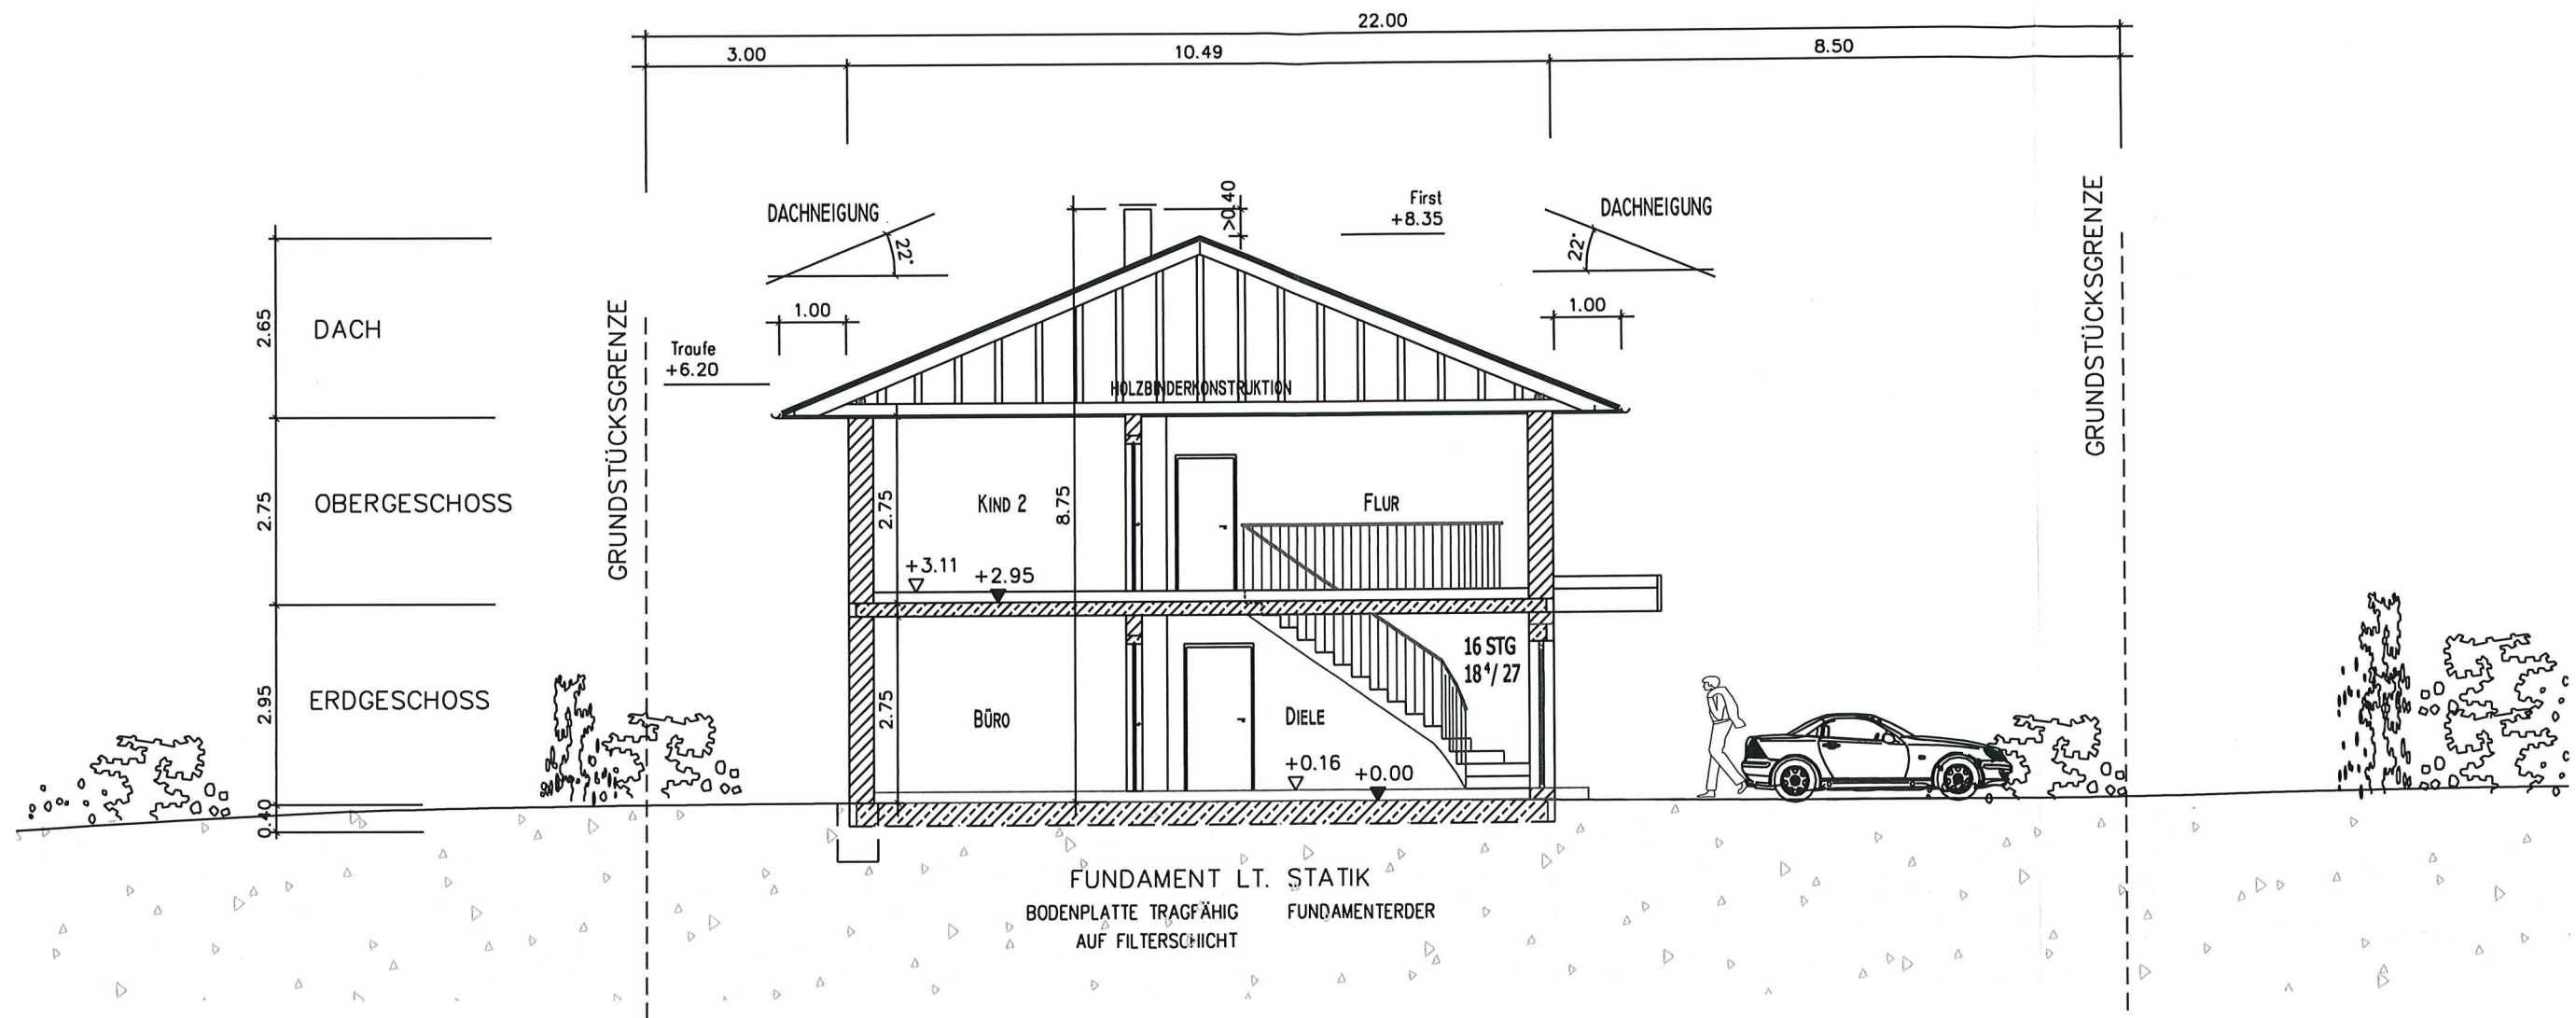 22.00
3.00
10.49
8.50
DACHNEIGUNG
22°
>0.40
First
+8.35
DACHNEIGUNG
22°
GRUNDSTÜCKSGRENZE
1.00
1.00
2.65
DACH
GRUNDSTÜCKSGRENZE
Traufe
+6.20
HOLZBINDERKONSTRUKTION
2.75
OBERGESCHOSS
2.75
KIND 2
8.75
FLUR
+3.11
+2.95
2.95
ERDGESCHOSS
2.75
BÜRO
DIELE
16 STG
18⁴/27
+0.16
+0.00
0.40
FUNDAMENT LT. STATIK
BODENPLATTE TRAGFÄHIG FUNDAMENTERDER
AUF FILTERSCHICHT